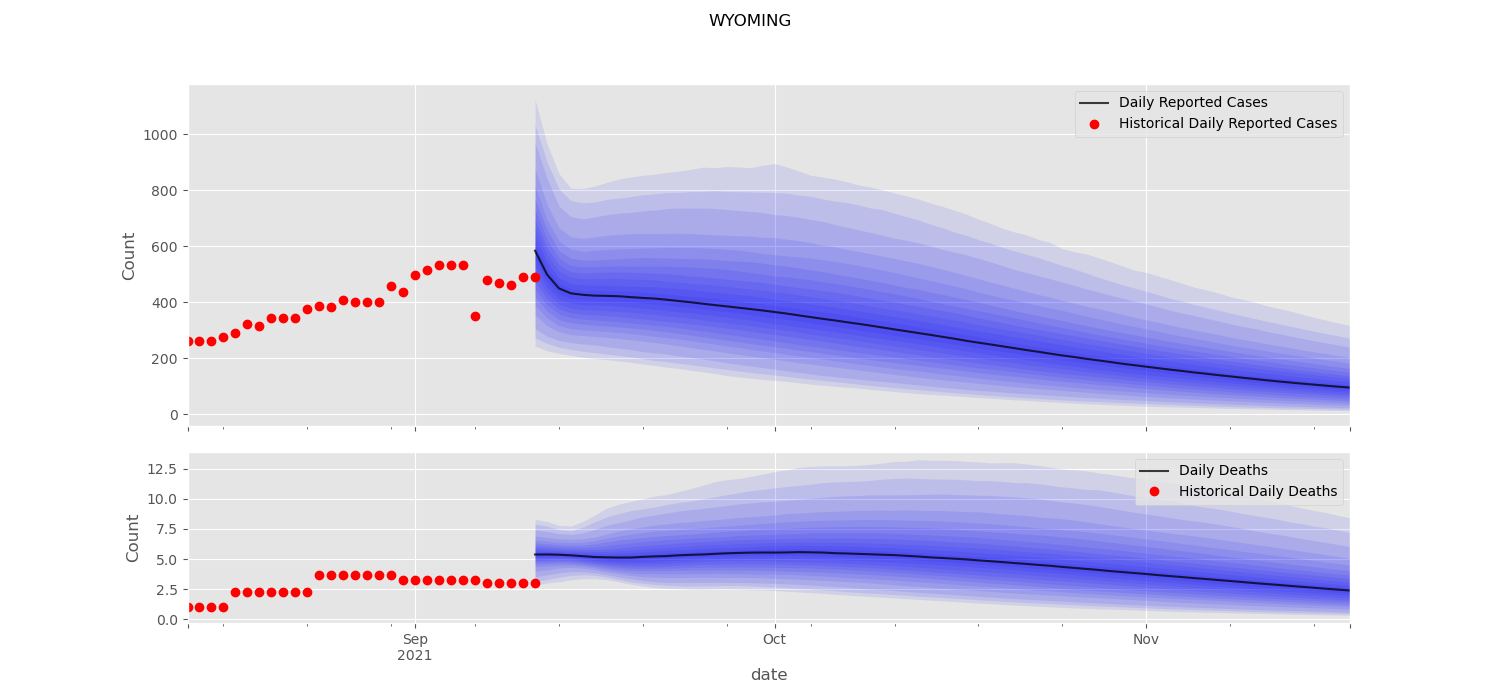 WYOMING
Count
1000
800
600
400
200
0
Daily Reported Cases
Historical Daily Reported Cases
Count
12.5
10.0
7.5
5.0
2.5
0.0
Daily Deaths
Historical Daily Deaths
Sep
2021
Oct
Nov
date